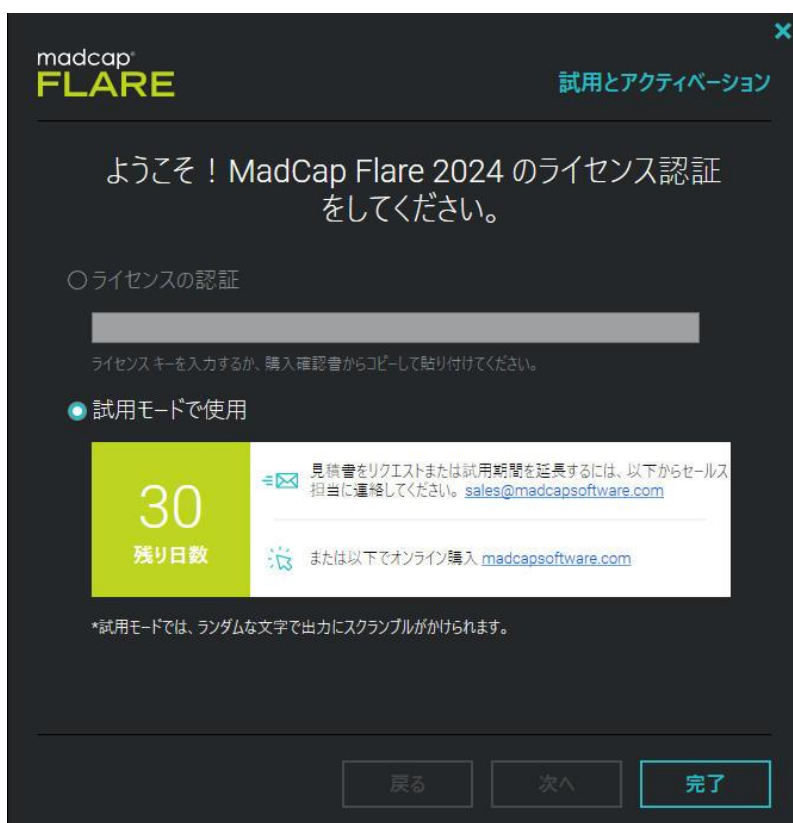 madcap
FLARE
試用とアクティベーション
ようこそ！MadCap Flare 2024 のライセンス認証
をしてください。
ライセンスの認証
ライセンス キーを入力するか、購入確認書からコピーして貼り付けてください。
試用モードで使用
30
残り日数
見積書をリクエストまたは試用期間を延長するには、以下からセールス
担当に連絡してください。sales@madcapsoftware.com
または以下でオンライン購入 madcapsoftware.com
*試用モードでは、ランダムな文字で出力にスクランブルがかけられます。
戻る
次へ
完了